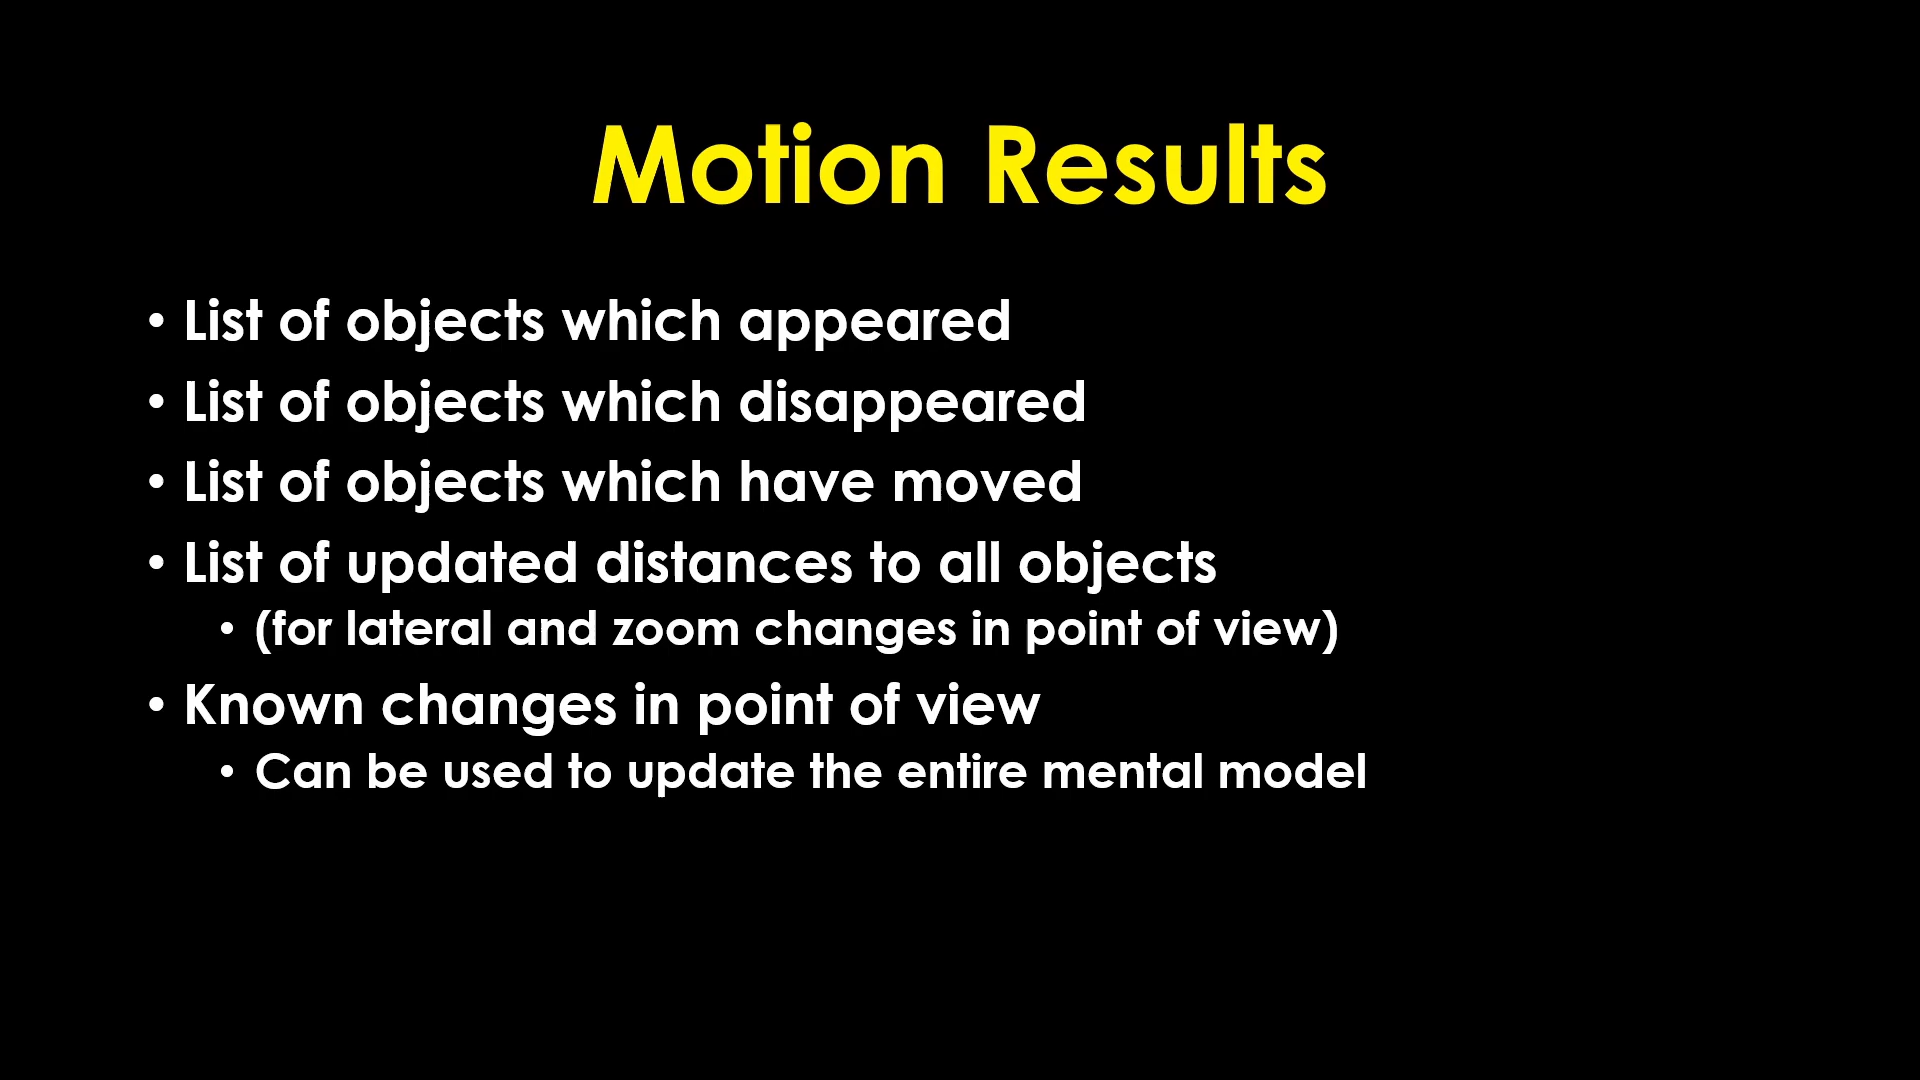 Motion Results
• List of objects which appeared
• List of objects which disappeared
• List of objects which have moved
• List of updated distances to all objects
• (for lateral and zoom changes in point of view)
• Known changes in point of view
• Can be used to update the entire mental model